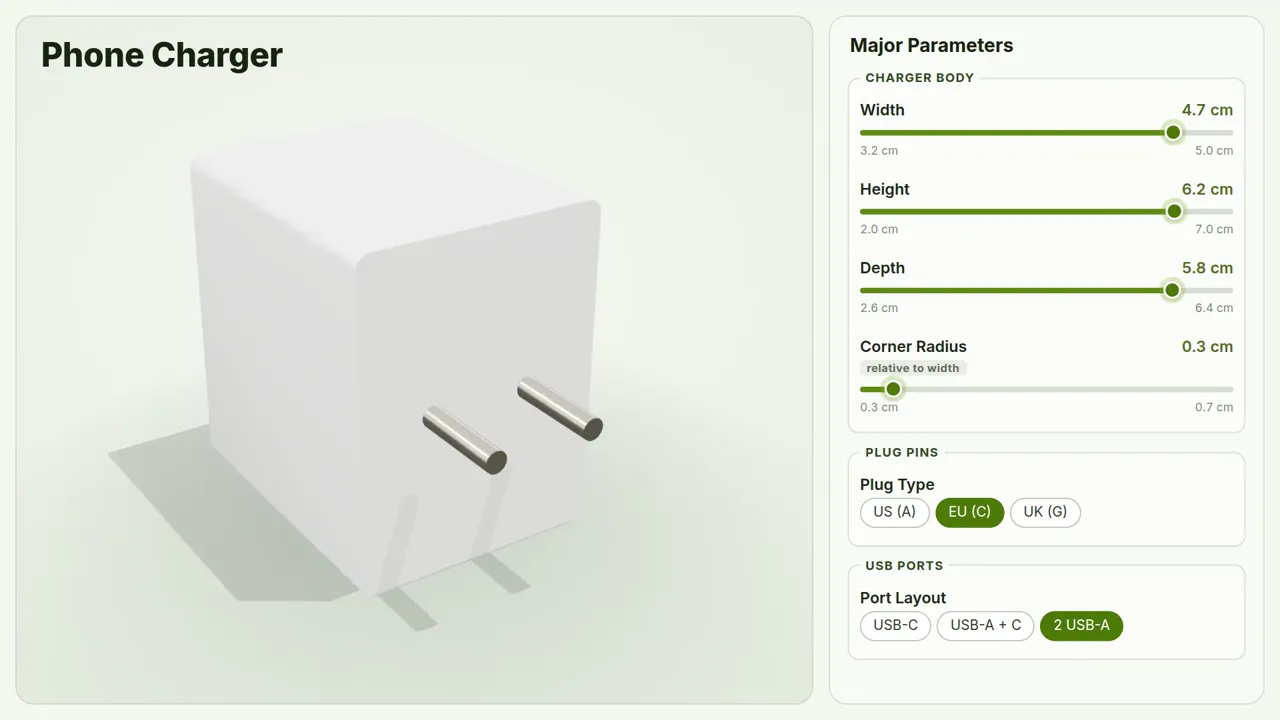 Phone Charger
Major Parameters
CHARGER BODY
Width 4.7 cm
3.2 cm 5.0 cm
Height 6.2 cm
2.0 cm 7.0 cm
Depth 5.8 cm
2.6 cm 6.4 cm
Corner Radius 0.3 cm
relative to width
0.3 cm 0.7 cm
PLUG PINS
Plug Type
US (A) EU (C) UK (G)
USB PORTS
Port Layout
USB-C USB-A + C 2 USB-A